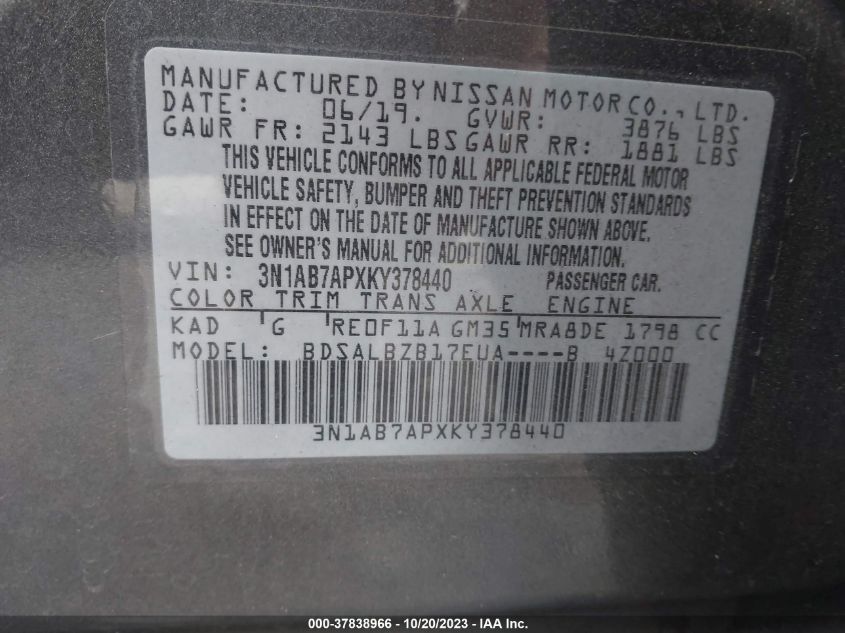 MANUFACTURED BY NISSAN MOTOR CO., LTD.
DATE: 06/19. GVWR: 3876 LBS
GAWR FR: 2143 LBS GAWR RR: 1881 LBS
THIS VEHICLE CONFORMS TO ALL APPLICABLE FEDERAL MOTOR
VEHICLE SAFETY, BUMPER AND THEFT PREVENTION STANDARDS
IN EFFECT ON THE DATE OF MANUFACTURE SHOWN ABOVE.
SEE OWNER'S MANUAL FOR ADDITIONAL INFORMATION.
VIN: 3N1AB7APXKY378440 PASSENGER CAR.
COLOR TRIM TRANS AXLE ENGINE
KAD G RE0F11A GM35 MRA8DE 1798 CC
MODEL: BDSALBZB17EUA----B 4Z000
3N1AB7APXKY378440
000-37838966 - 10/20/2023 - IAA Inc.